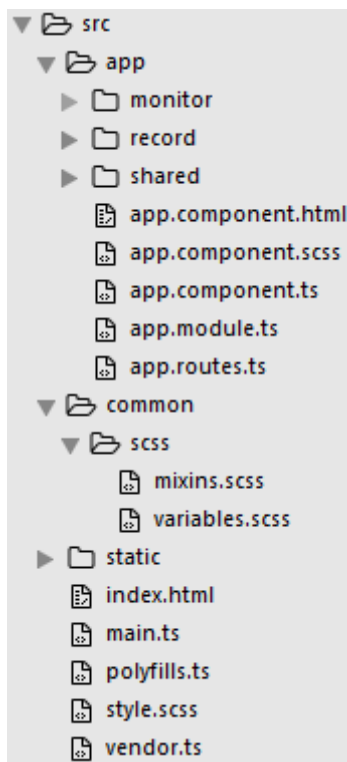 src
app
monitor
record
shared
app.component.html
app.component.scss
app.component.ts
app.module.ts
app.routes.ts
common
scss
mixins.scss
variables.scss
static
index.html
main.ts
polyfills.ts
style.scss
vendor.ts